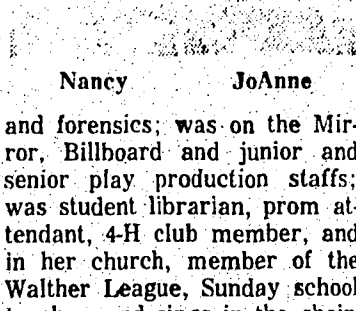 Nancy JoAnne
and forensics; was on the Mir-
ror, Billboard and junior and
senior play production staffs;
was student librarian, prom at-
tendant, 4-H club member, and
in her church, member of the
Walther League, Sunday school